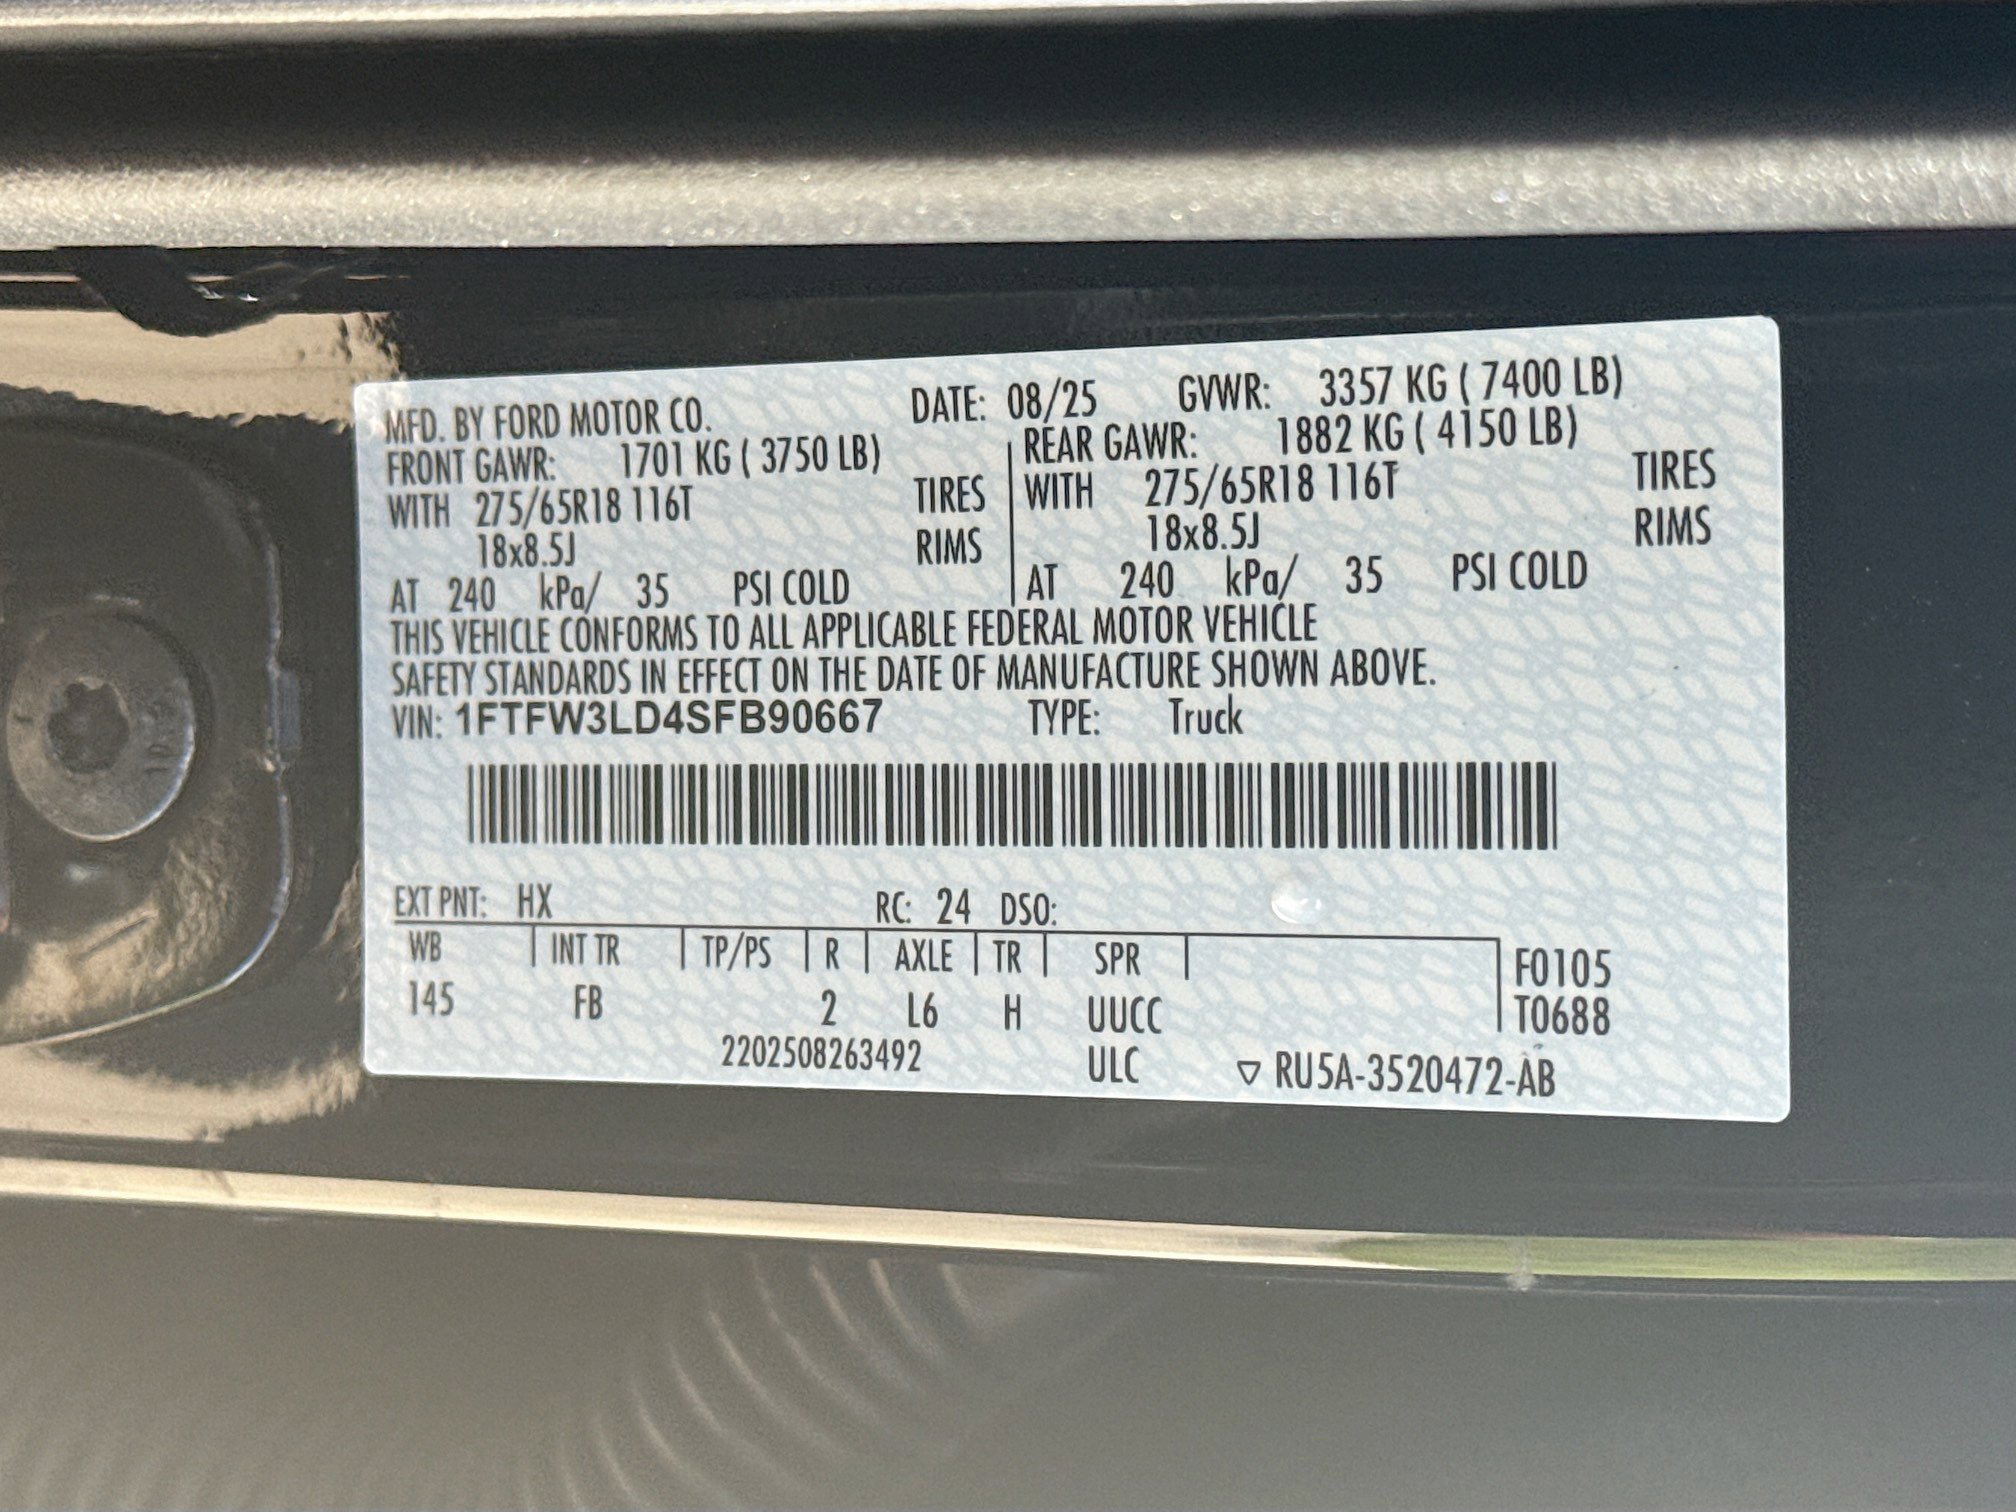 MFD. BY FORD MOTOR CO. DATE: 08/25 GVWR: 3357 KG ( 7400 LB)
FRONT GAWR: 1701 KG ( 3750 LB) REAR GAWR: 1882 KG ( 4150 LB)
WITH 275/65R18 116T TIRES WITH 275/65R18 116T TIRES
18x8.5J RIMS 18x8.5J RIMS
AT 240 kPa/ 35 PSI COLD AT 240 kPa/ 35 PSI COLD
THIS VEHICLE CONFORMS TO ALL APPLICABLE FEDERAL MOTOR VEHICLE
SAFETY STANDARDS IN EFFECT ON THE DATE OF MANUFACTURE SHOWN ABOVE.
VIN: 1FTFW3LD4SFB90667 TYPE: Truck
EXT PNT: HX RC: 24 DSO:
WB INT TR TP/PS R AXLE TR SPR F0105
145 FB 2 L6 H UUCC T0688
2202508263492 ULC ▽ RU5A-3520472-AB